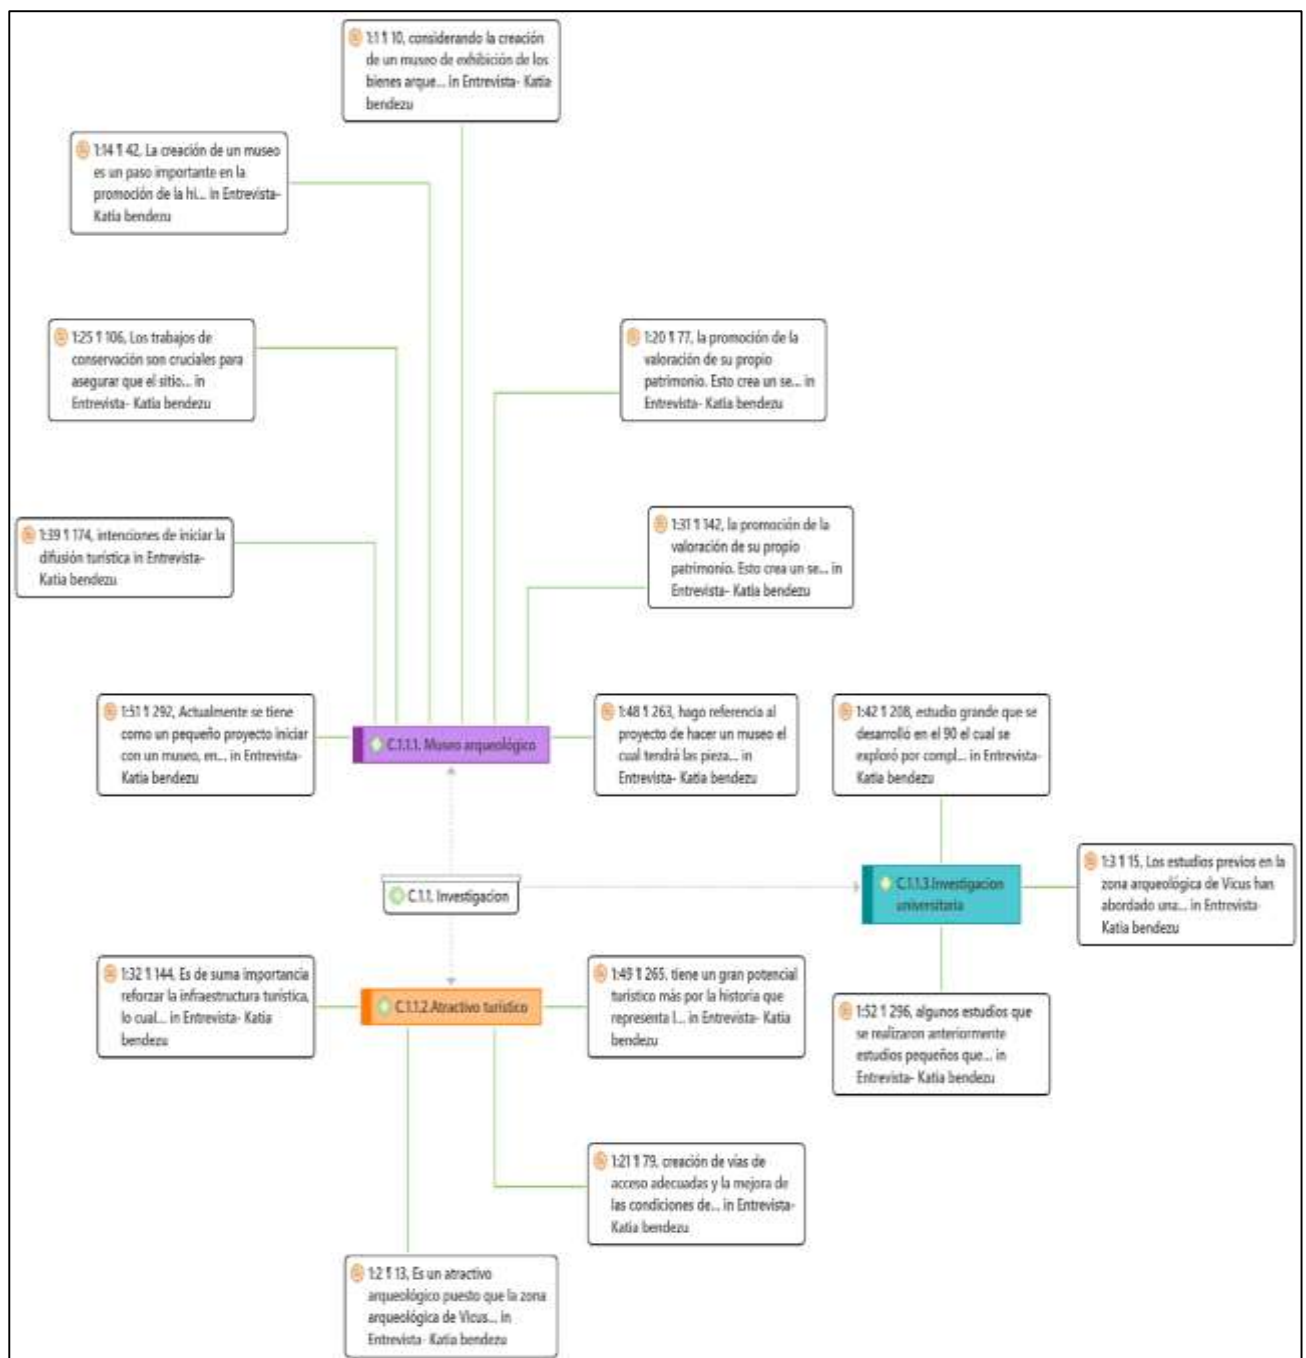 1:1 ¶ 10, considerando la creación
de un museo de exhibición de los
bienes arque... in Entrevista- Katia
bendezu
1:14 ¶ 42, La creación de un museo
es un paso importante en la
promoción de la hi... in Entrevista-
Katia bendezu
1:25 ¶ 106, Los trabajos de
conservación son cruciales para
asegurar que el sitio... in
Entrevista- Katia bendezu
1:20 ¶ 77, la promoción de la
valoración de su propio
patrimonio. Esto crea un se... in
Entrevista- Katia bendezu
1:39 ¶ 174, intenciones de iniciar la
difusión turística in Entrevista-
Katia bendezu
1:31 ¶ 142, la promoción de la
valoración de su propio
patrimonio. Esto crea un se... in
Entrevista- Katia bendezu
1:51 ¶ 292, Actualmente se tiene
como un pequeño proyecto iniciar
con un museo, en... in Entrevista-
Katia bendezu
C.1.1.1. Museo arqueológico
1:48 ¶ 263, hago referencia al
proyecto de hacer un museo el
cual tendrá las pieza... in
Entrevista- Katia bendezu
1:42 ¶ 208, estudio grande que se
desarrolló en el 90 el cual se
exploró por compl... in Entrevista-
Katia bendezu
C.1.1. Investigacion
C.1.1.3.Investigacion
universitaria
1:3 ¶ 15, Los estudios previos en la
zona arqueológica de Vicus han
abordado una... in Entrevista-
Katia bendezu
1:32 ¶ 144, Es de suma importancia
reforzar la infraestructura turística,
lo cual... in Entrevista- Katia
bendezu
C.1.1.2.Atractivo turístico
1:49 ¶ 265, tiene un gran potencial
turístico más por la historia que
representa l... in Entrevista- Katia
bendezu
1:52 ¶ 296, algunos estudios que
se realizaron anteriormente
estudios pequeños que... in
Entrevista- Katia bendezu
1:21 ¶ 79, creación de vías de
acceso adecuadas y la mejora de
las condiciones de... in Entrevista-
Katia bendezu
1:2 ¶ 13, Es un atractivo
arqueológico puesto que la zona
arqueológica de Vicus... in
Entrevista- Katia bendezu